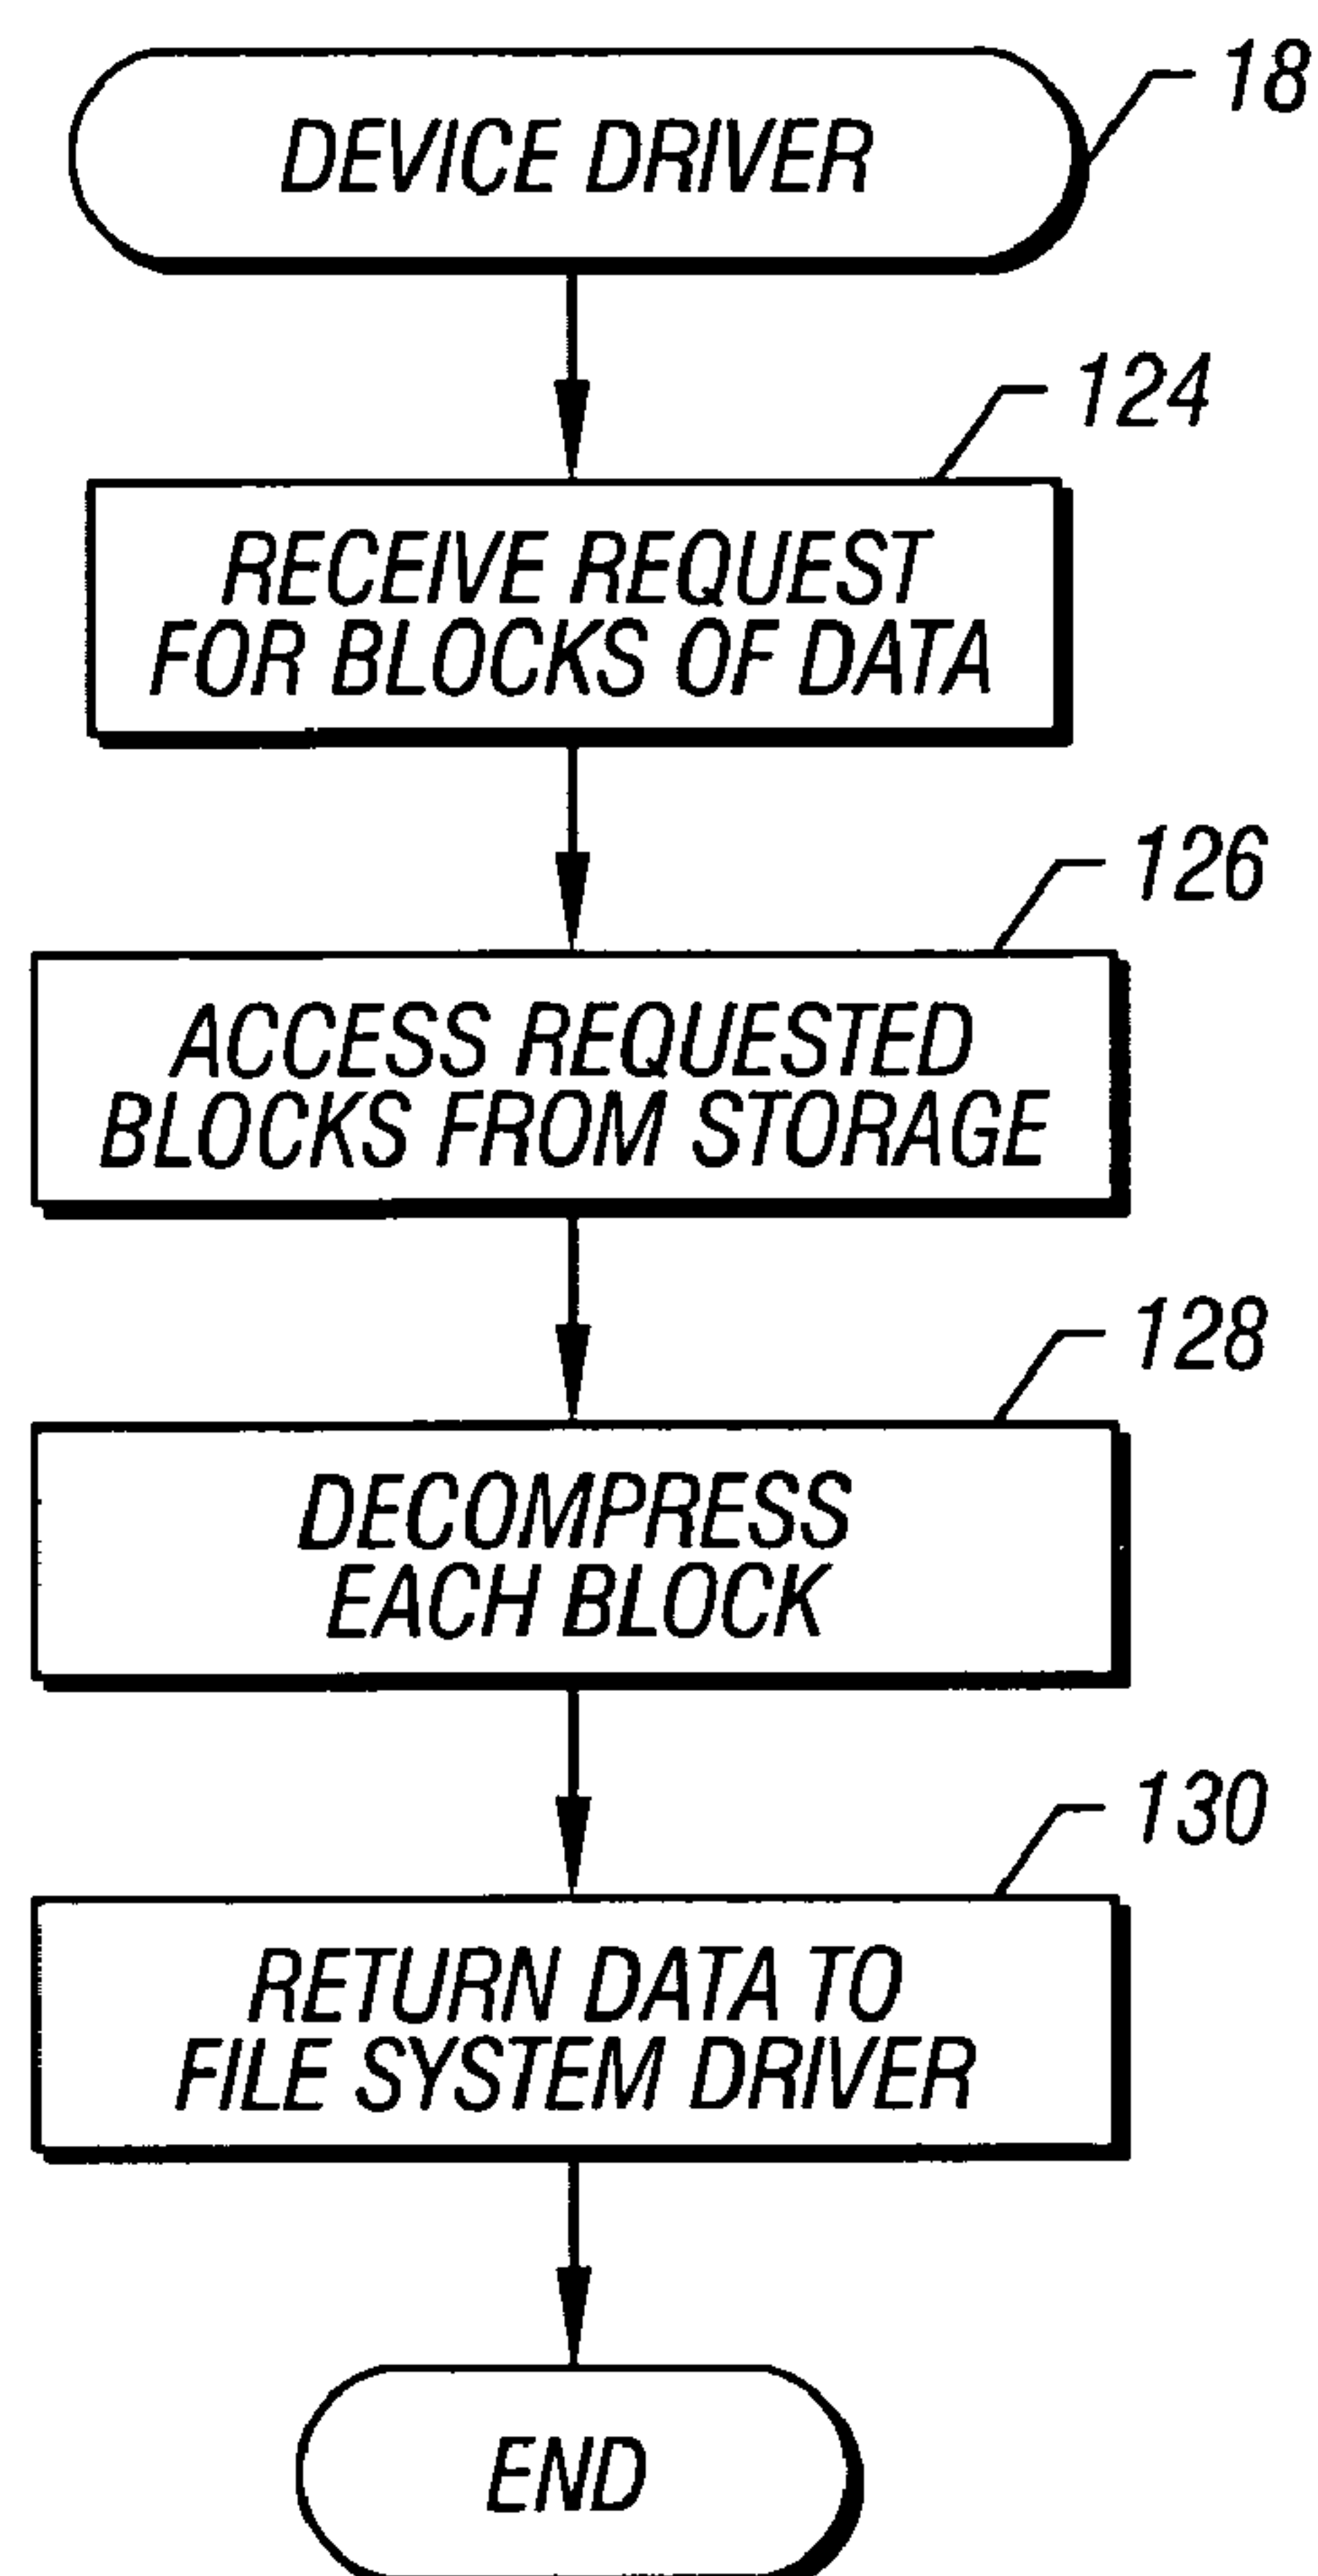 18
DEVICE DRIVER
124
RECEIVE REQUEST
FOR BLOCKS OF DATA
126
ACCESS REQUESTED
BLOCKS FROM STORAGE
128
DECOMPRESS
EACH BLOCK
130
RETURN DATA TO
FILE SYSTEM DRIVER
END